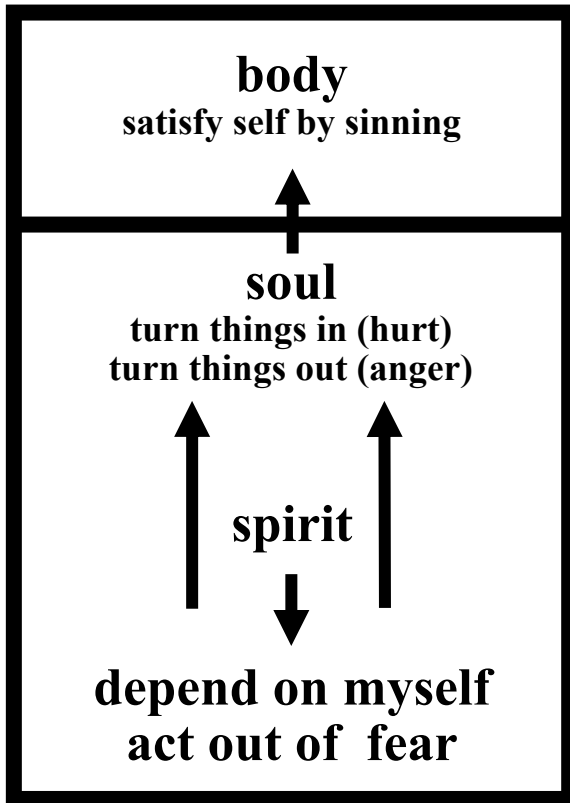 body
satisfy self by sinning
soul
turn things in (hurt)
turn things out (anger)
spirit
depend on myself
act out of fear